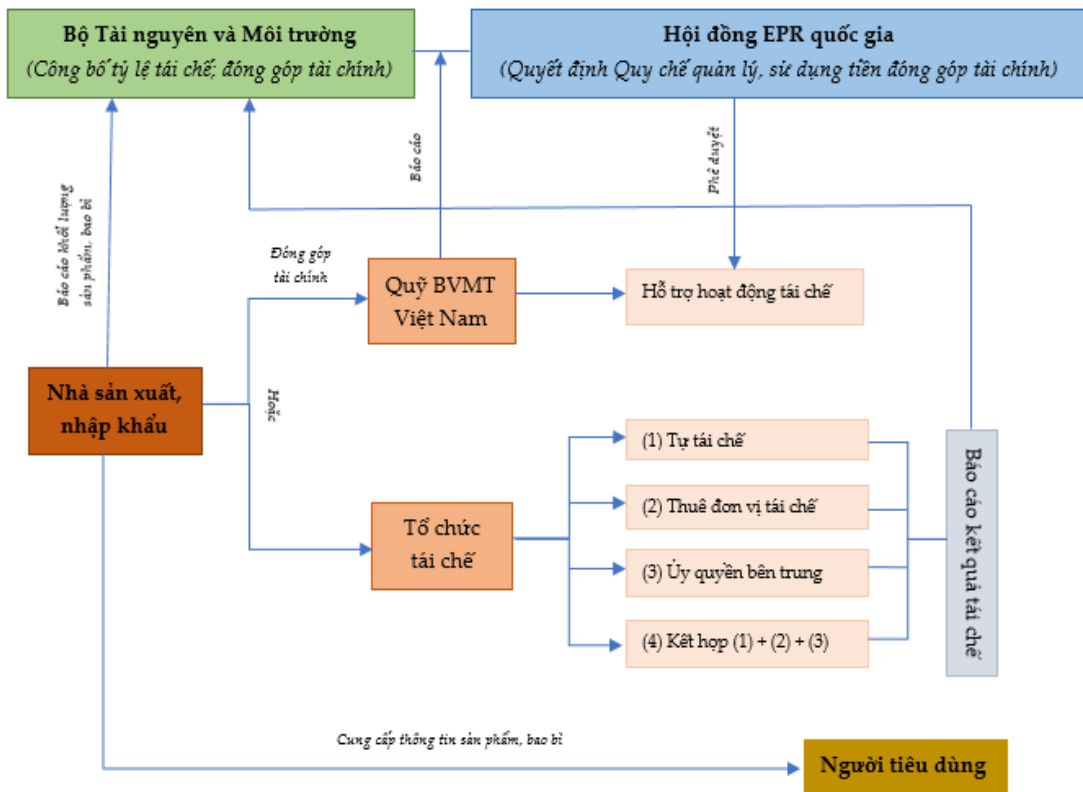 Bộ Tài nguyên và Môi trường
(Công bố tỷ lệ tái chế; đóng góp tài chính)
Hội đồng EPR quốc gia
(Quyết định Quy chế quản lý, sử dụng tiền đóng góp tài chính)
Báo cáo khối lượng
sản phẩm, bao bì
Báo cáo
Phê duyệt
Đóng góp
tài chính
Quỹ BVMT
Việt Nam
Hỗ trợ hoạt động tái chế
Nhà sản xuất,
nhập khẩu
Hoặc
(1) Tự tái chế
(2) Thuê đơn vị tái chế
Tổ chức
tái chế
(3) Ủy quyền bên trung
(4) Kết hợp (1) + (2) + (3)
Báo cáo kết quả tái chế
Cung cấp thông tin sản phẩm, bao bì
Người tiêu dùng